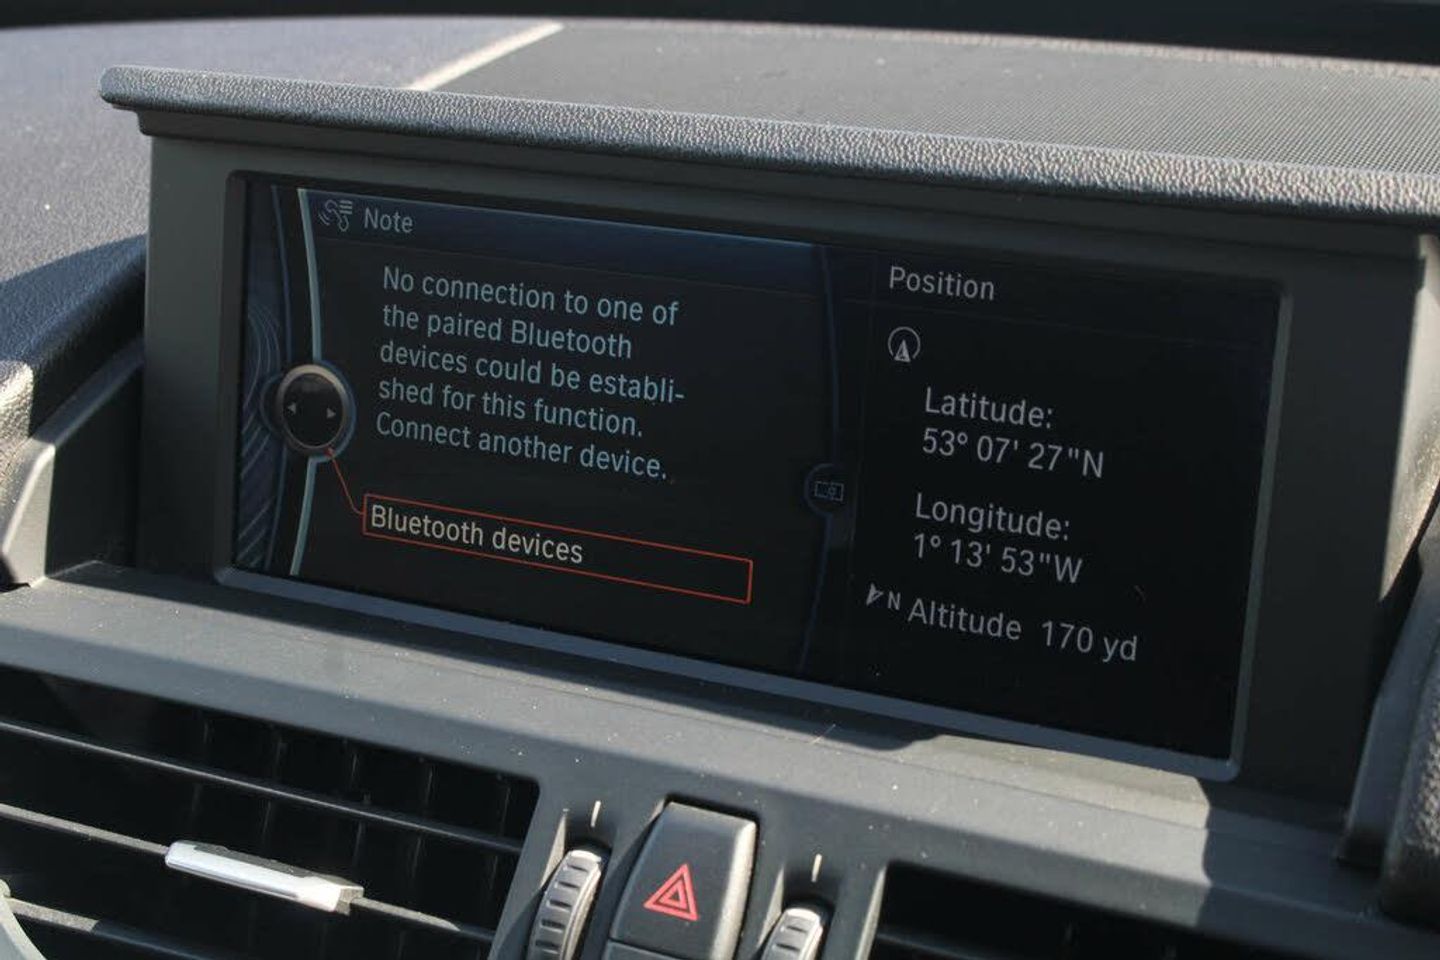 Note
No connection to one of
the paired Bluetooth
devices could be establi-
shed for this function.
Connect another device.
Bluetooth devices
Position
Latitude:
53° 07' 27"N
Longitude:
1° 13' 53"W
N Altitude 170 yd